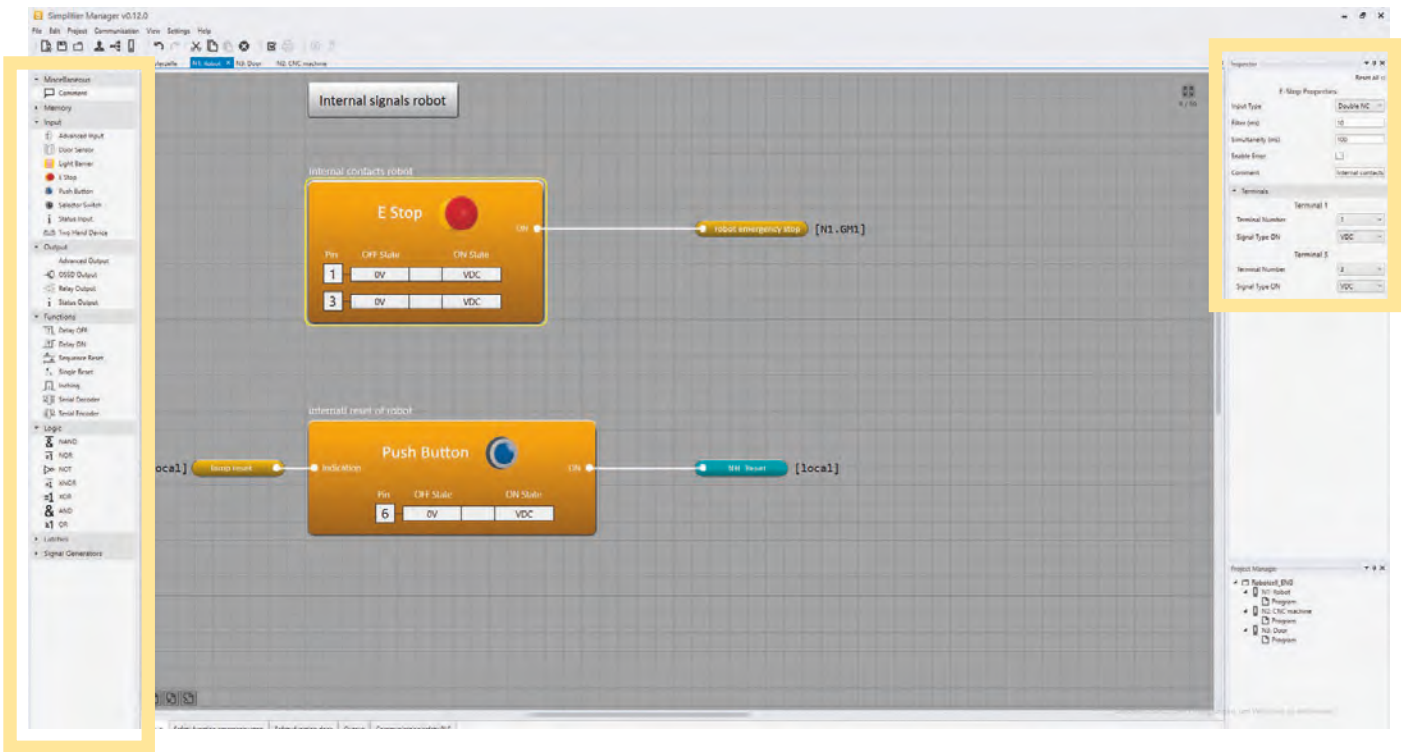 Simplifier Manager v0.12.0
File Edit Project Communication View Settings Help
N1: Robot N3: Door N2: CNC machine
Miscellaneous
Comment
Memory
Input
Advanced Input
Door Sensor
Light Barrier
E Stop
Push Button
Selector Switch
Status Input
Two Hand Device
Output
Advanced Output
OSSD Output
Relay Output
Status Output
Functions
Delay OFF
Delay ON
Sequence Reset
Single Reset
Inching
Serial Decoder
Serial Encoder
Logic
NAND
NOR
NOT
XNOR
XOR
AND
OR
Latches
Signal Generators
Internal signals robot
internal contacts robot
E Stop
ON
Pin OFF State ON State
1 0V VDC
3 0V VDC
robot emergency stop [N1.GM1]
internall reset of robot
Push Button
Indication ON
Pin OFF State ON State
6 0V VDC
ocal] lamp reset
Reset [local]
Inspector
Reset all
E-Stop Properties
Input Type Double NC
Filter (ms) 10
Simultaneity (ms) 100
Enable Error
Comment internal contacts
Terminals
Terminal 1
Terminal Number 1
Signal Type ON VDC
Terminal 3
Terminal Number 3
Signal Type ON VDC
Project Manager
Robotcell_ENG
N1: Robot
Program
N2: CNC machine
Program
N3: Door
Program